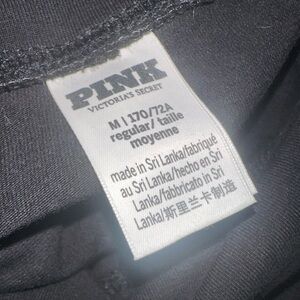 PINK
VICTORIA'S SECRET
M | 170/72A
regular/ taille
moyenne
made in Sri Lanka/fabriqué
au Sri Lanka/hecho en Sri
Lanka/fabbricato in Sri
Lanka/斯里兰卡制造